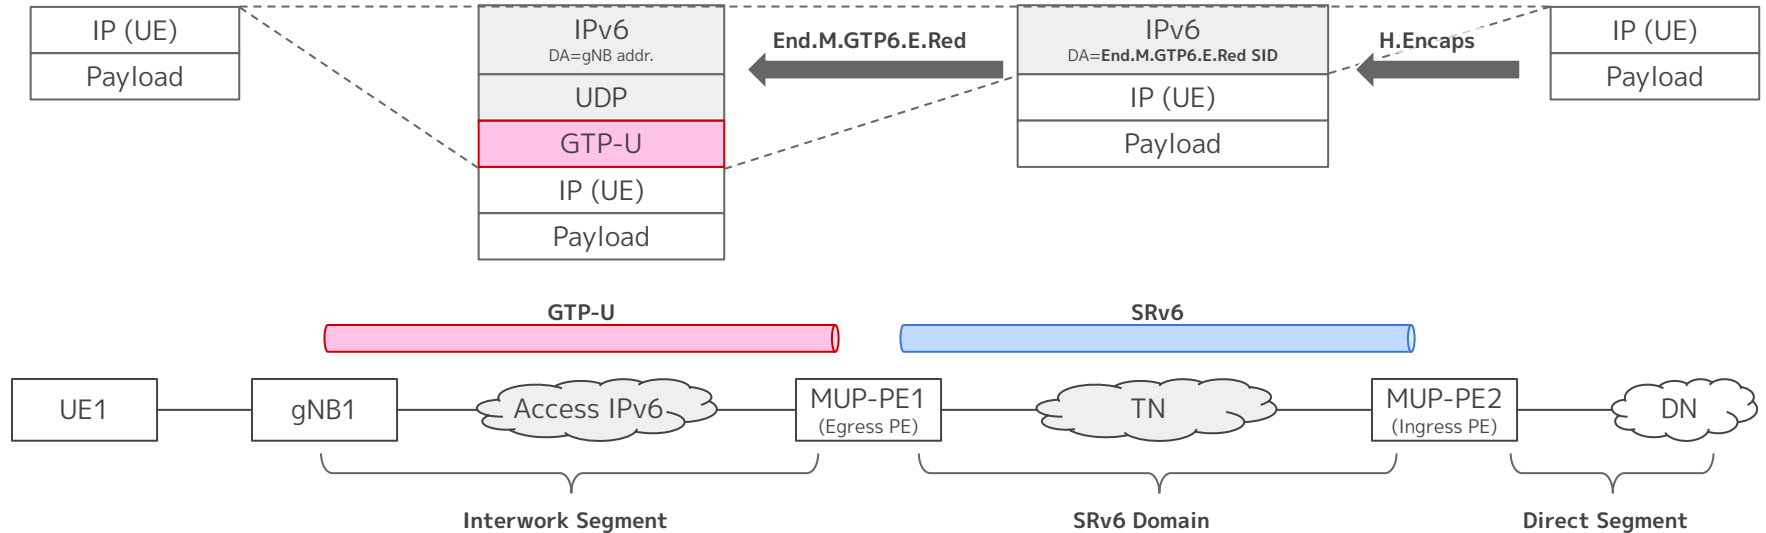 IP (UE)
Payload
IPv6
DA=gNB addr.
UDP
GTP-U
IP (UE)
Payload
End.M.GTP6.E.Red
IPv6
DA=End.M.GTP6.E.Red SID
IP (UE)
Payload
H.Encaps
IP (UE)
Payload
GTP-U
SRv6
UE1
gNB1
Access IPv6
MUP-PE1
(Egress PE)
TN
MUP-PE2
(Ingress PE)
DN
Interwork Segment
SRv6 Domain
Direct Segment